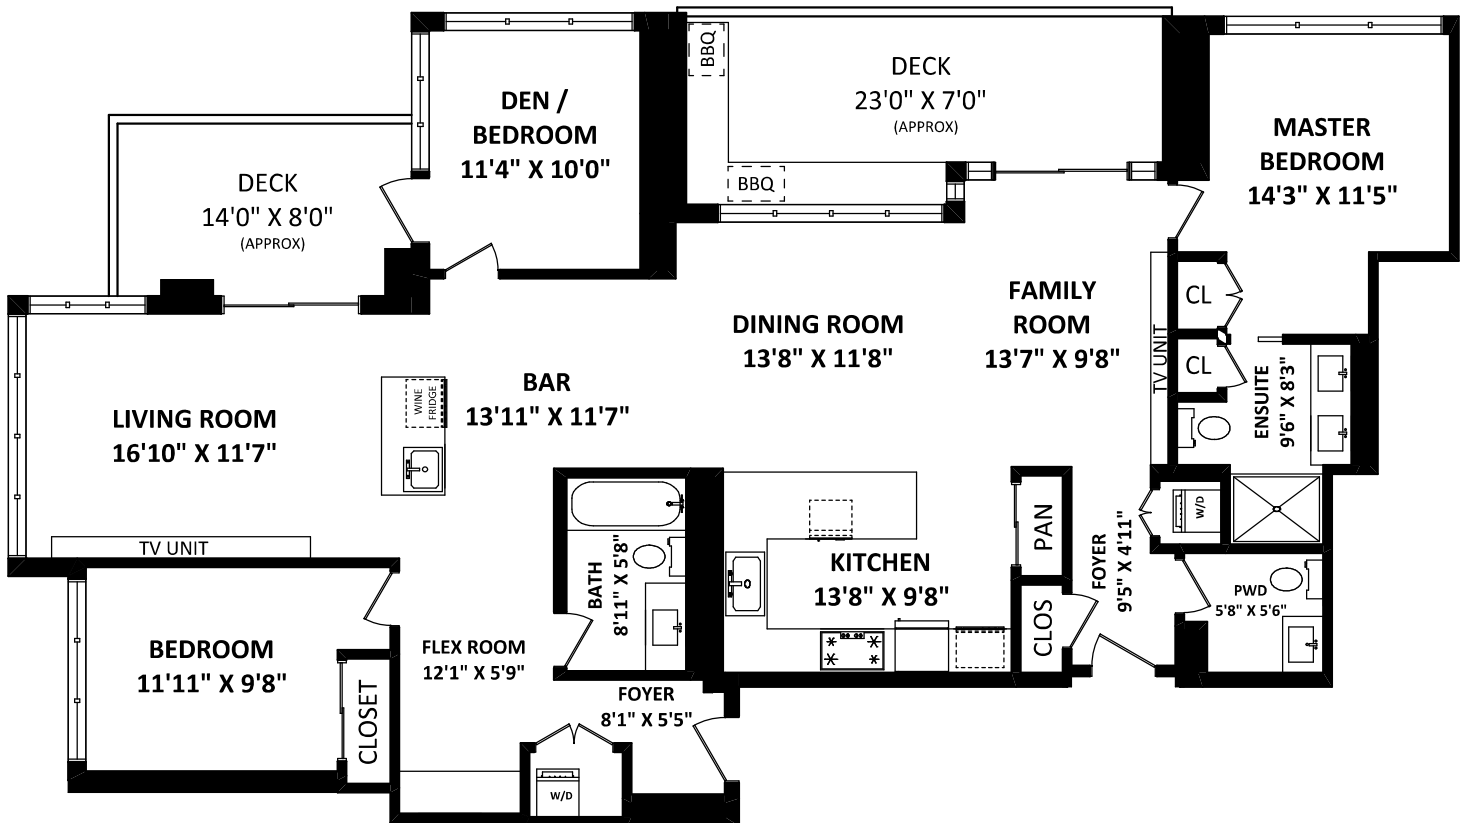 BBQ
DECK
23'0" X 7'0"
(APPROX)
BBQ
DEN /
BEDROOM
11'4" X 10'0"
MASTER
BEDROOM
14'3" X 11'5"
DECK
14'0" X 8'0"
(APPROX)
CL
CL
FAMILY
ROOM
13'7" X 9'8"
TV UNIT
DINING ROOM
13'8" X 11'8"
BAR
13'11" X 11'7"
WINE
FRIDGE
LIVING ROOM
16'10" X 11'7"
TV UNIT
ENSUITE
9'6" X 8'3"
W/D
PAN
FOYER
9'5" X 4'11"
KITCHEN
13'8" X 9'8"
BATH
8'11" X 5'8"
CLOS
PWD
5'8" X 5'6"
BEDROOM
11'11" X 9'8"
CLOSET
FLEX ROOM
12'1" X 5'9"
FOYER
8'1" X 5'5"
W/D